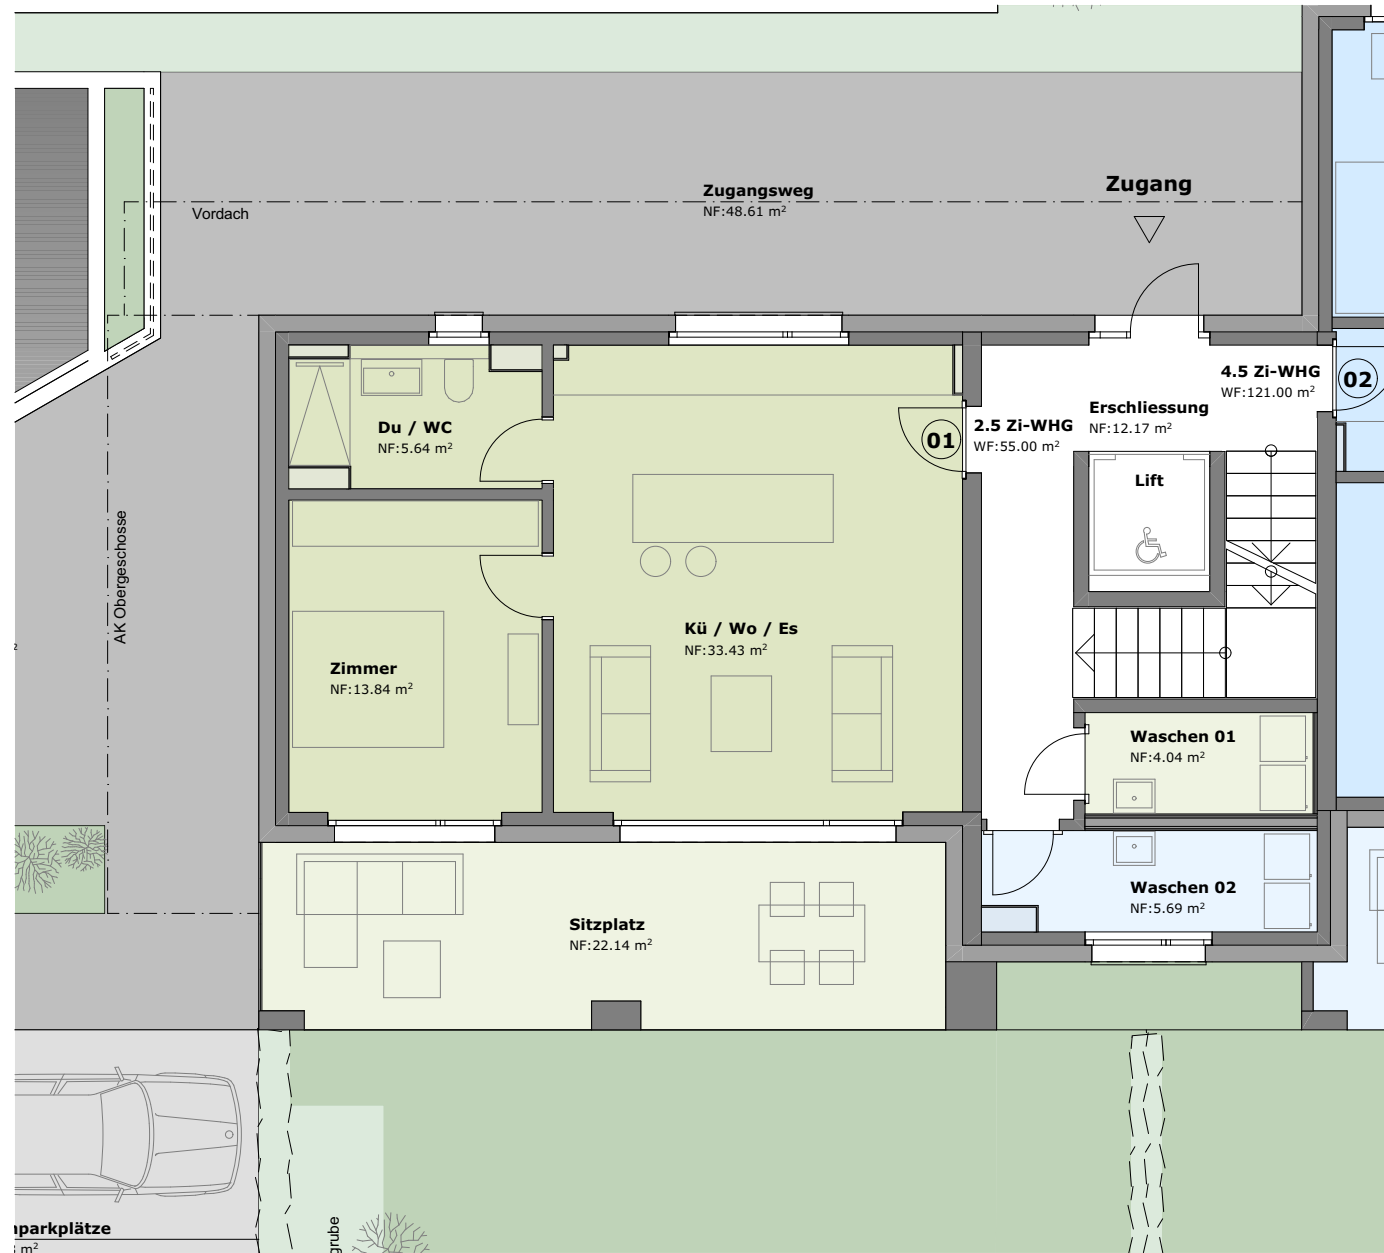 Zugang
Zugangsweg
NF:48.61 m²
Vordach
4.5 Zi-WHG
WF:121.00 m²
02
Erschliessung
NF:12.17 m²
2.5 Zi-WHG
WF:55.00 m²
01
Du / WC
NF:5.64 m²
Lift
AK Obergeschosse
Kü / Wo / Es
NF:33.43 m²
Zimmer
NF:13.84 m²
Waschen 01
NF:4.04 m²
Waschen 02
NF:5.69 m²
Sitzplatz
NF:22.14 m²
parkplätze
m²
grube